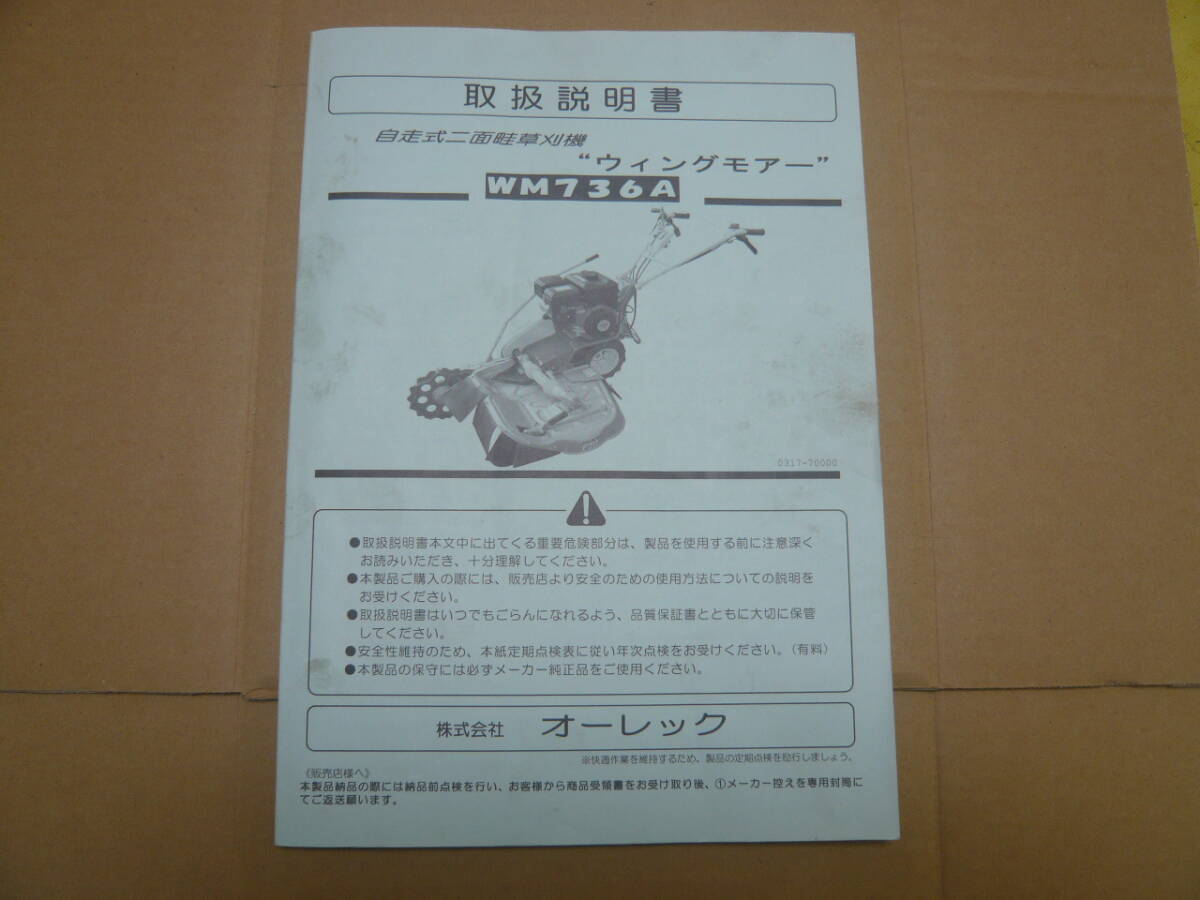 取扱説明書
自走式二面畦草刈機
“ウィングモアー”
WM736A
0317-70000
●取扱説明書本文中に出てくる重要危険部分は、製品を使用する前に注意深く
お読みいただき、十分理解してください。
●本製品ご購入の際には、販売店より安全のための使用方法についての説明を
お受けください。
●取扱説明書はいつでもごらんになれるよう、品質保証書とともに大切に保管
してください。
●安全性維持のため、本紙定期点検表に従い年次点検をお受けください。（有料）
●本製品の保守には必ずメーカー純正品をご使用ください。
株式会社 オーレック
※快適作業を維持するため、製品の定期点検を励行しましょう。
《販売店様へ》
本製品納品の際には納品前点検を行い、お客様から商品受領書をお受け取り後、①メーカー控えを専用封筒に
てご返送願います。